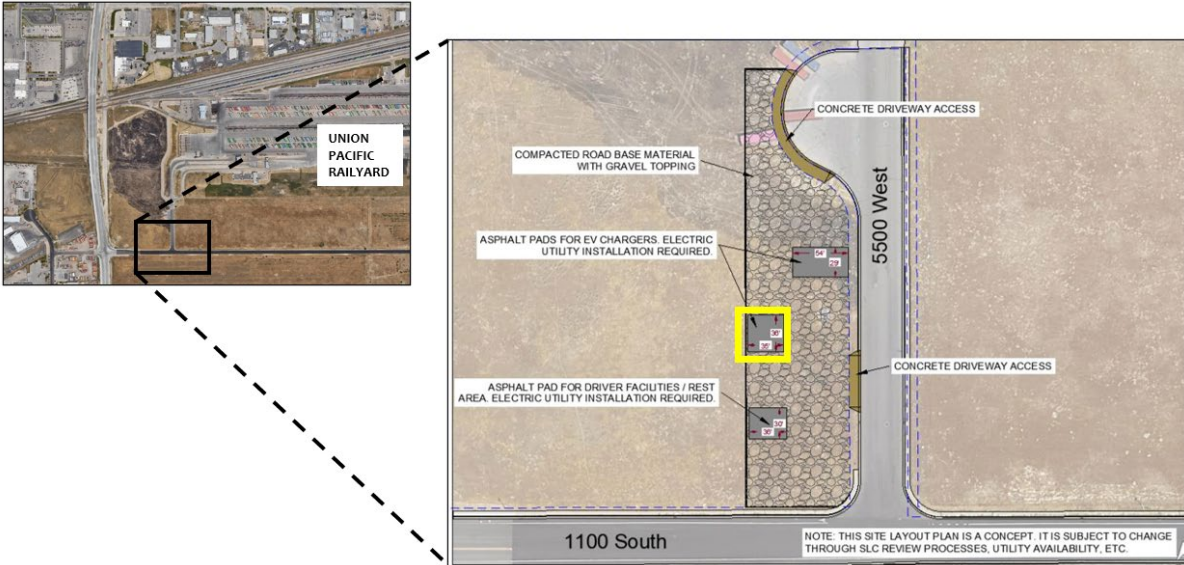 UNION
PACIFIC
RAILYARD
CONCRETE DRIVEWAY ACCESS
COMPACTED ROAD BASE MATERIAL
WITH GRAVEL TOPPING
5500 West
ASPHALT PADS FOR EV CHARGERS. ELECTRIC
UTILITY INSTALLATION REQUIRED.
54'
29'
36'
35'
CONCRETE DRIVEWAY ACCESS
ASPHALT PAD FOR DRIVER FACILITIES / REST
AREA. ELECTRIC UTILITY INSTALLATION REQUIRED.
30'
36'
1100 South
NOTE: THIS SITE LAYOUT PLAN IS A CONCEPT. IT IS SUBJECT TO CHANGE
THROUGH SLC REVIEW PROCESSES, UTILITY AVAILABILITY, ETC.